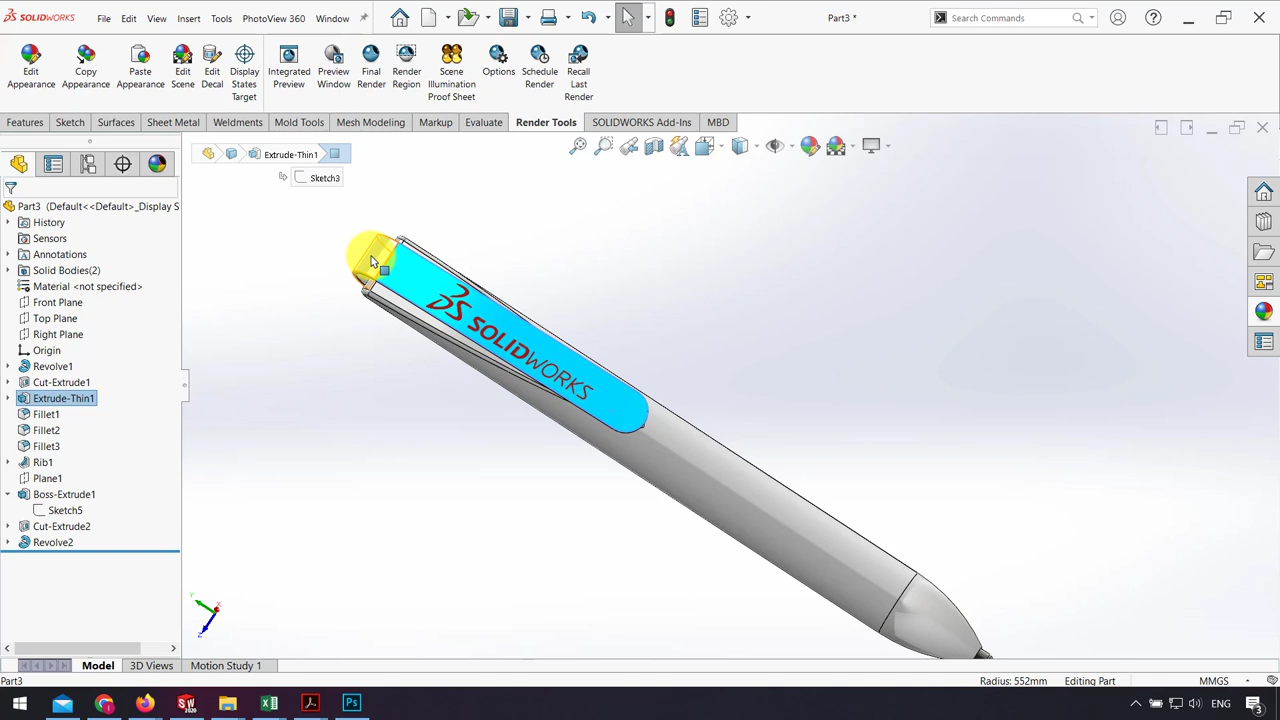 SOLIDWORKS File Edit View Insert Tools PhotoView 360 Window Part3 * Search Commands
Edit Appearance
Copy Appearance
Paste Appearance
Edit Scene
Edit Decal
Display States Target
Integrated Preview
Preview Window
Final Render
Render Region
Scene Illumination Proof Sheet
Options
Schedule Render
Recall Last Render
Features Sketch Surfaces Sheet Metal Weldments Mold Tools Mesh Modeling Markup Evaluate Render Tools SOLIDWORKS Add-Ins MBD
Extrude-Thin1
Sketch3
Part3 (Default<<Default>_Display S
History
Sensors
Annotations
Solid Bodies(2)
Material <not specified>
Front Plane
Top Plane
Right Plane
Origin
Revolve1
Cut-Extrude1
Extrude-Thin1
Fillet1
Fillet2
Fillet3
Rib1
Plane1
Boss-Extrude1
Sketch5
Cut-Extrude2
Revolve2
SOLIDWORKS
Y X Z
Model 3D Views Motion Study 1
Part3 Radius: 552mm Editing Part MMGS
SW 2020 Ps ENG 3